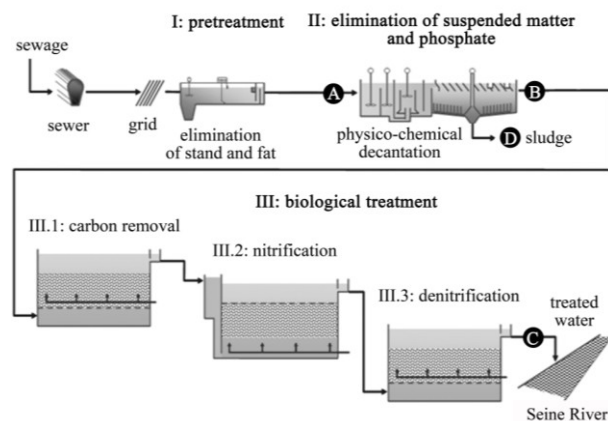 I: pretreatment
II: elimination of suspended matter
and phosphate
sewage
sewer
grid
elimination
of stand and fat
A
physico-chemical
decantation
B
D sludge
III: biological treatment
III.1: carbon removal
III.2: nitrification
III.3: denitrification
C
treated
water
Seine River